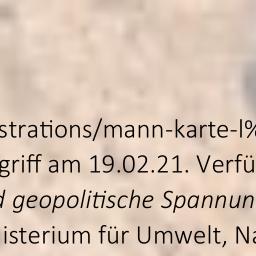 strations/mann-karte-l%
griff am 19.02.21. Verfü
d geopolitische Spannun
isterium für Umwelt, Na